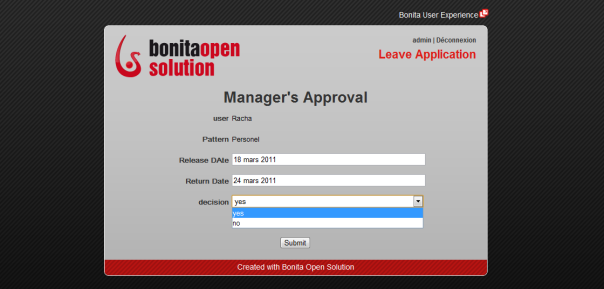 Bonita User Experience
admin | Déconnexion
bonitaopen
solution
Leave Application
Manager's Approval
user Racha
Pattern Personel
Release DAte 18 mars 2011
Return Date 24 mars 2011
decision yes
yes
no
Submit
Created with Bonita Open Solution